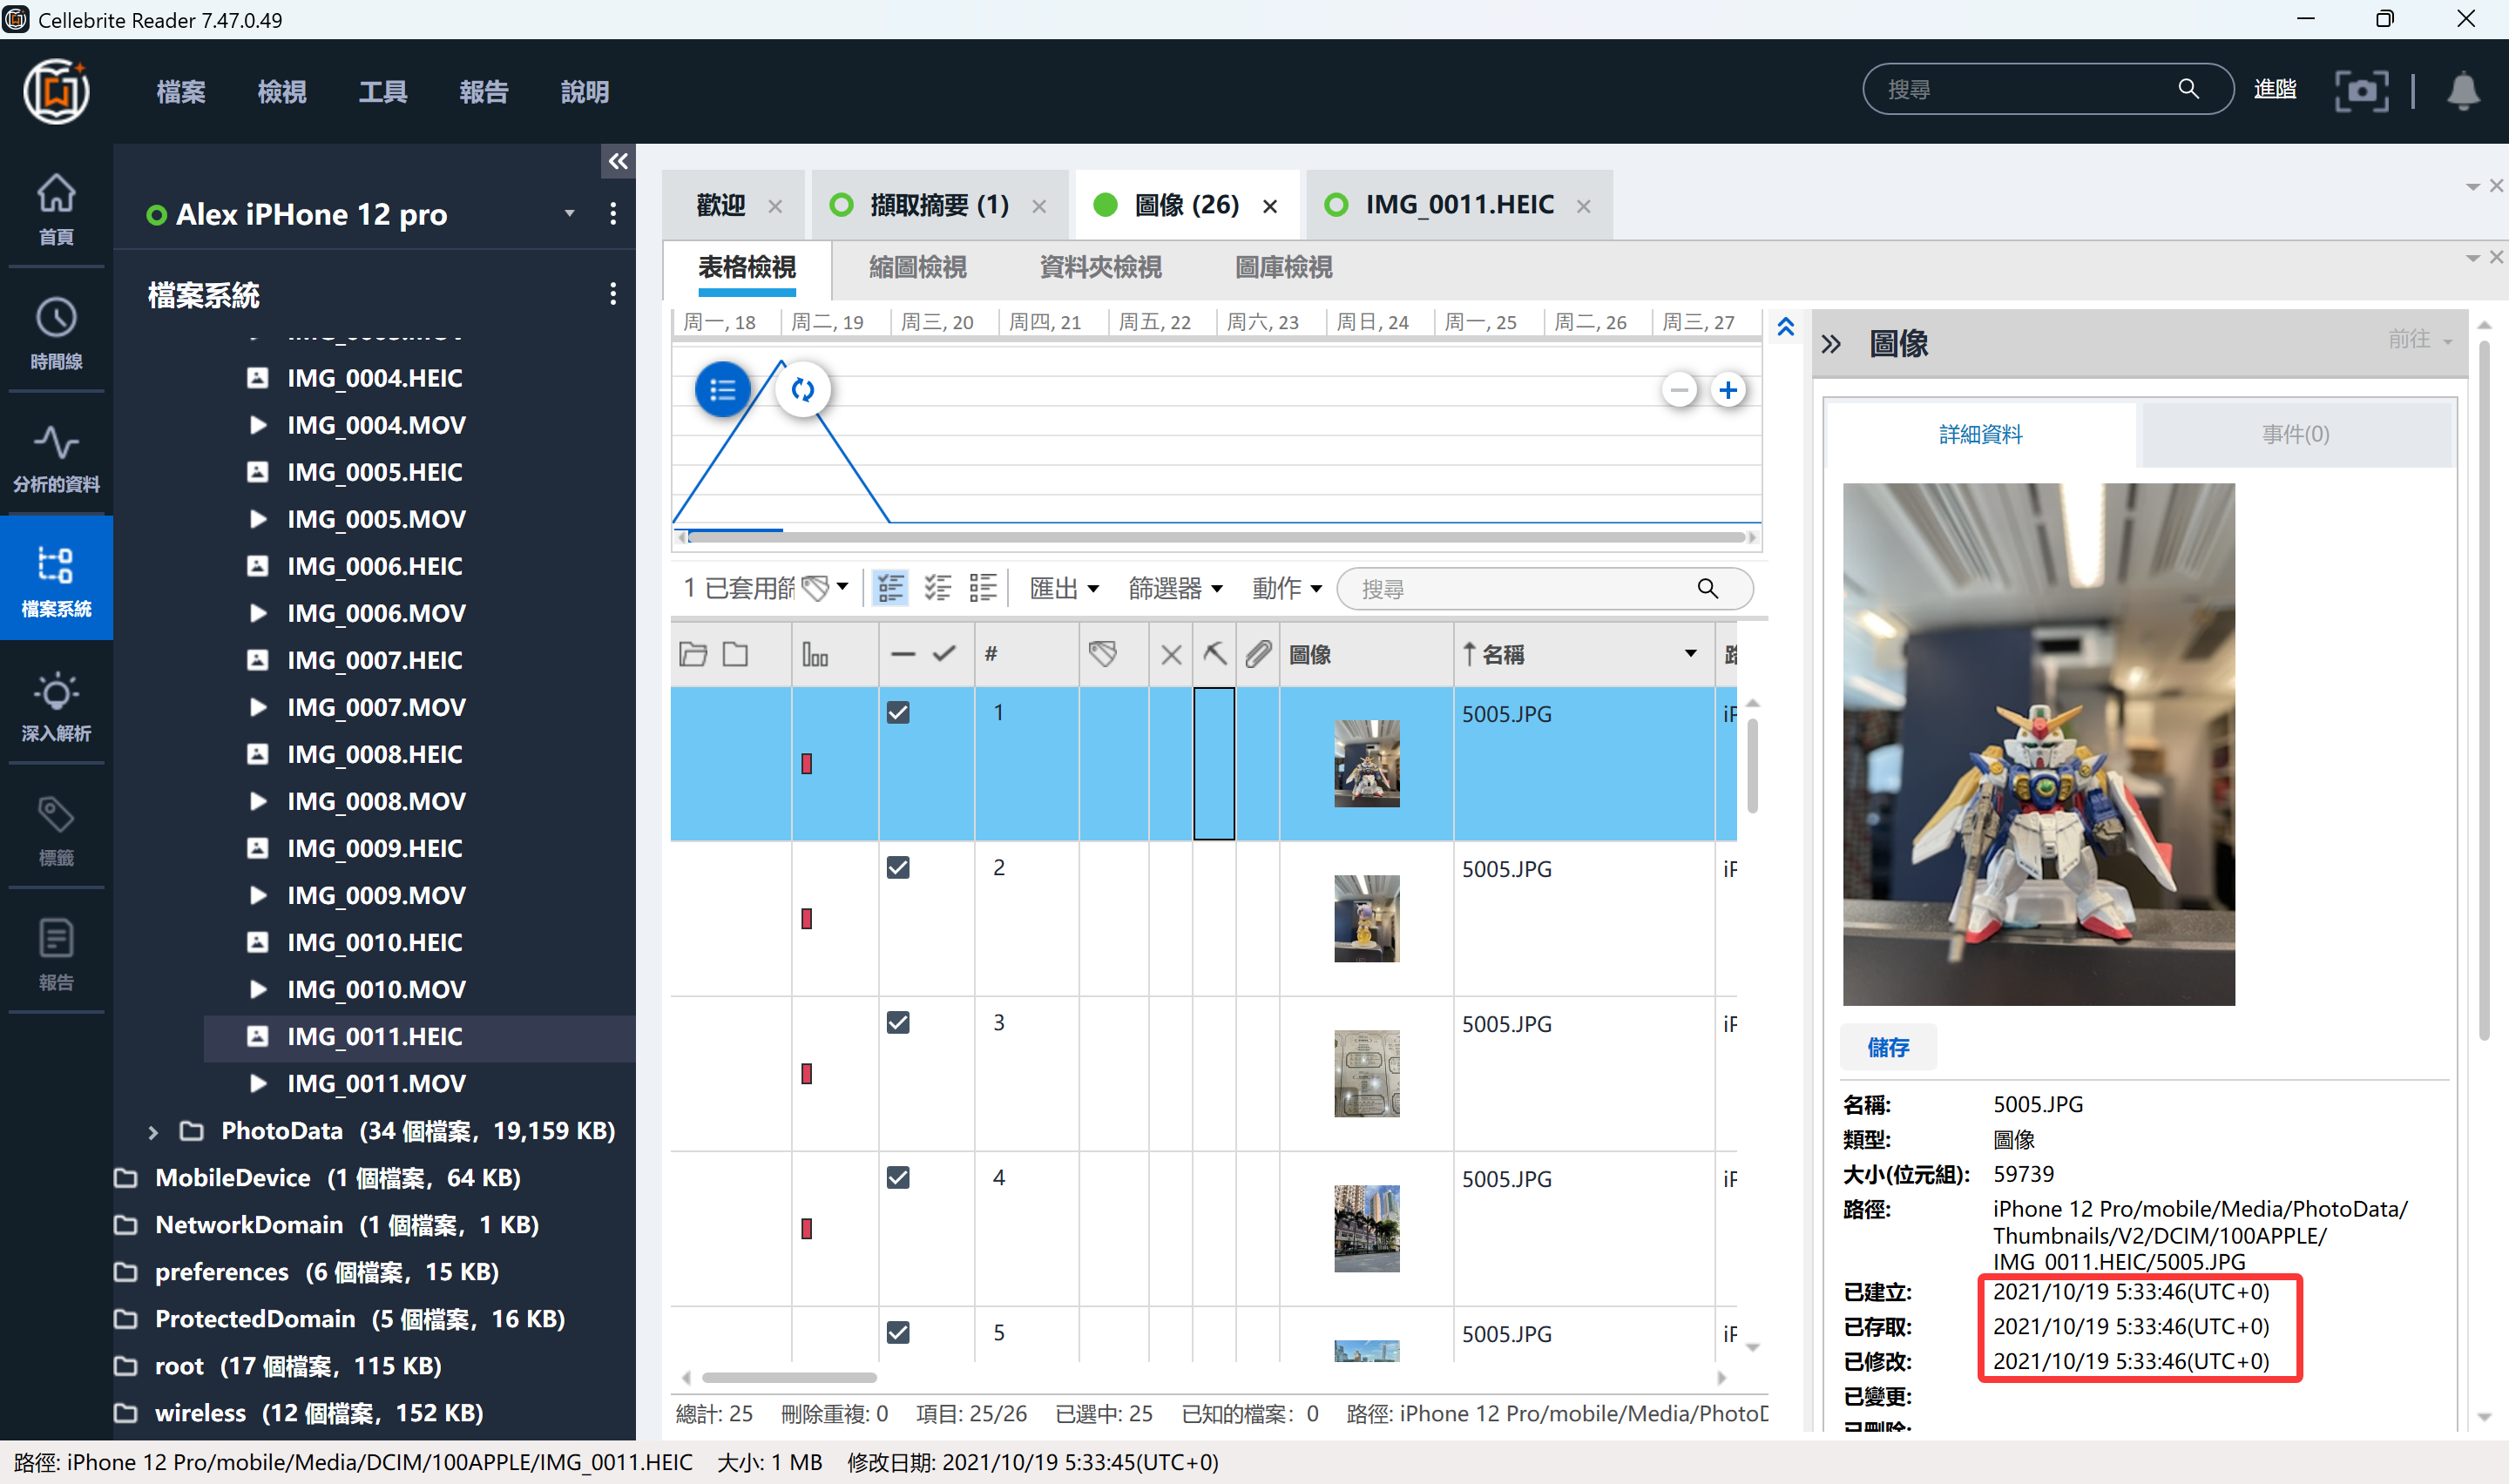 Cellebrite Reader 7.47.0.49
檔案 檢視 工具 報告 說明
搜尋 進階
首頁
時間線
分析的資料
檔案系統
深入解析
標籤
報告
Alex iPHone 12 pro
檔案系統
IMG_0004.HEIC
IMG_0004.MOV
IMG_0005.HEIC
IMG_0005.MOV
IMG_0006.HEIC
IMG_0006.MOV
IMG_0007.HEIC
IMG_0007.MOV
IMG_0008.HEIC
IMG_0008.MOV
IMG_0009.HEIC
IMG_0009.MOV
IMG_0010.HEIC
IMG_0010.MOV
IMG_0011.HEIC
IMG_0011.MOV
PhotoData (34 個檔案, 19,159 KB)
MobileDevice (1 個檔案, 64 KB)
NetworkDomain (1 個檔案, 1 KB)
preferences (6 個檔案, 15 KB)
ProtectedDomain (5 個檔案, 16 KB)
root (17 個檔案, 115 KB)
wireless (12 個檔案, 152 KB)
歡迎 擷取摘要 (1) 圖像 (26) IMG_0011.HEIC
表格檢視 縮圖檢視 資料夾檢視 圖庫檢視
周一, 18 周二, 19 周三, 20 周四, 21 周五, 22 周六, 23 周日, 24 周一, 25 周二, 26 周三, 27
1 已套用篩 匯出 篩選器 動作 搜尋
# 圖像 名稱
1 5005.JPG iP
2 5005.JPG iP
3 5005.JPG iP
4 5005.JPG iP
5 5005.JPG iP
總計: 25 刪除重複: 0 項目: 25/26 已選中: 25 已知的檔案: 0 路徑: iPhone 12 Pro/mobile/Media/PhotoD
圖像 前往
詳細資料 事件(0)
儲存
名稱: 5005.JPG
類型: 圖像
大小(位元組): 59739
路徑: iPhone 12 Pro/mobile/Media/PhotoData/
Thumbnails/V2/DCIM/100APPLE/
IMG_0011.HEIC/5005.JPG
已建立: 2021/10/19 5:33:46(UTC+0)
已存取: 2021/10/19 5:33:46(UTC+0)
已修改: 2021/10/19 5:33:46(UTC+0)
已變更:
路徑: iPhone 12 Pro/mobile/Media/DCIM/100APPLE/IMG_0011.HEIC 大小: 1 MB 修改日期: 2021/10/19 5:33:45(UTC+0)